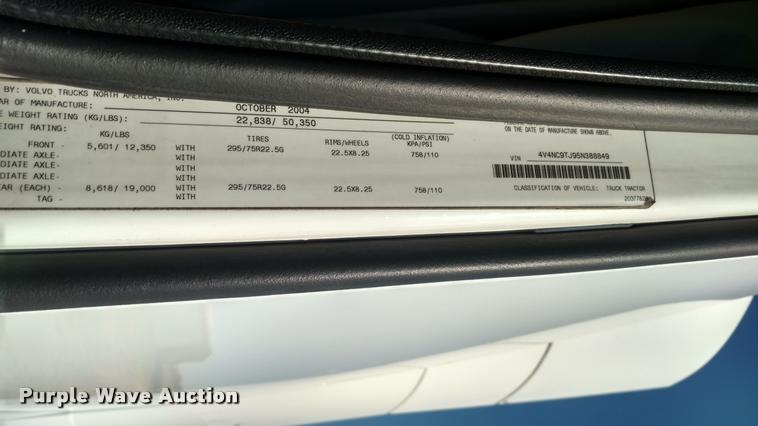 BY: VOLVO TRUCKS NORTH AMERICA, INC.
AR OF MANUFACTURE: OCTOBER 2004
E WEIGHT RATING (KG/LBS): 22,838/ 50,350
EIGHT RATING:
KG/LBS TIRES RIMS/WHEELS (COLD INFLATION) KPA/PSI
FRONT - 5,601/ 12,350 WITH 295/75R22.5G 22.5X8.25 758/110
DIATE AXLE- WITH
DIATE AXLE- WITH
DIATE AXLE- WITH
AR (EACH) - 8,618/ 19,000 WITH 295/75R22.5G 22.5X8.25 758/110
TAG - WITH
ON THE DATE OF MANUFACTURE SHOWN ABOVE.
VIN 4V4NC9TJ95N388849
CLASSIFICATION OF VEHICLE: TRUCK TRACTOR
Purple Wave Auction